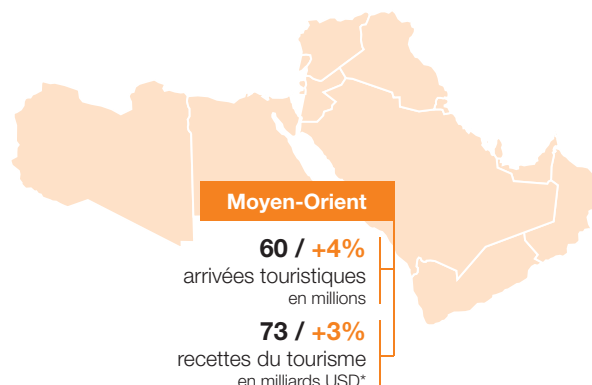 Moyen-Orient
60 / +4%
arrivées touristiques
en millions
73 / +3%
recettes du tourisme
en milliards USD*